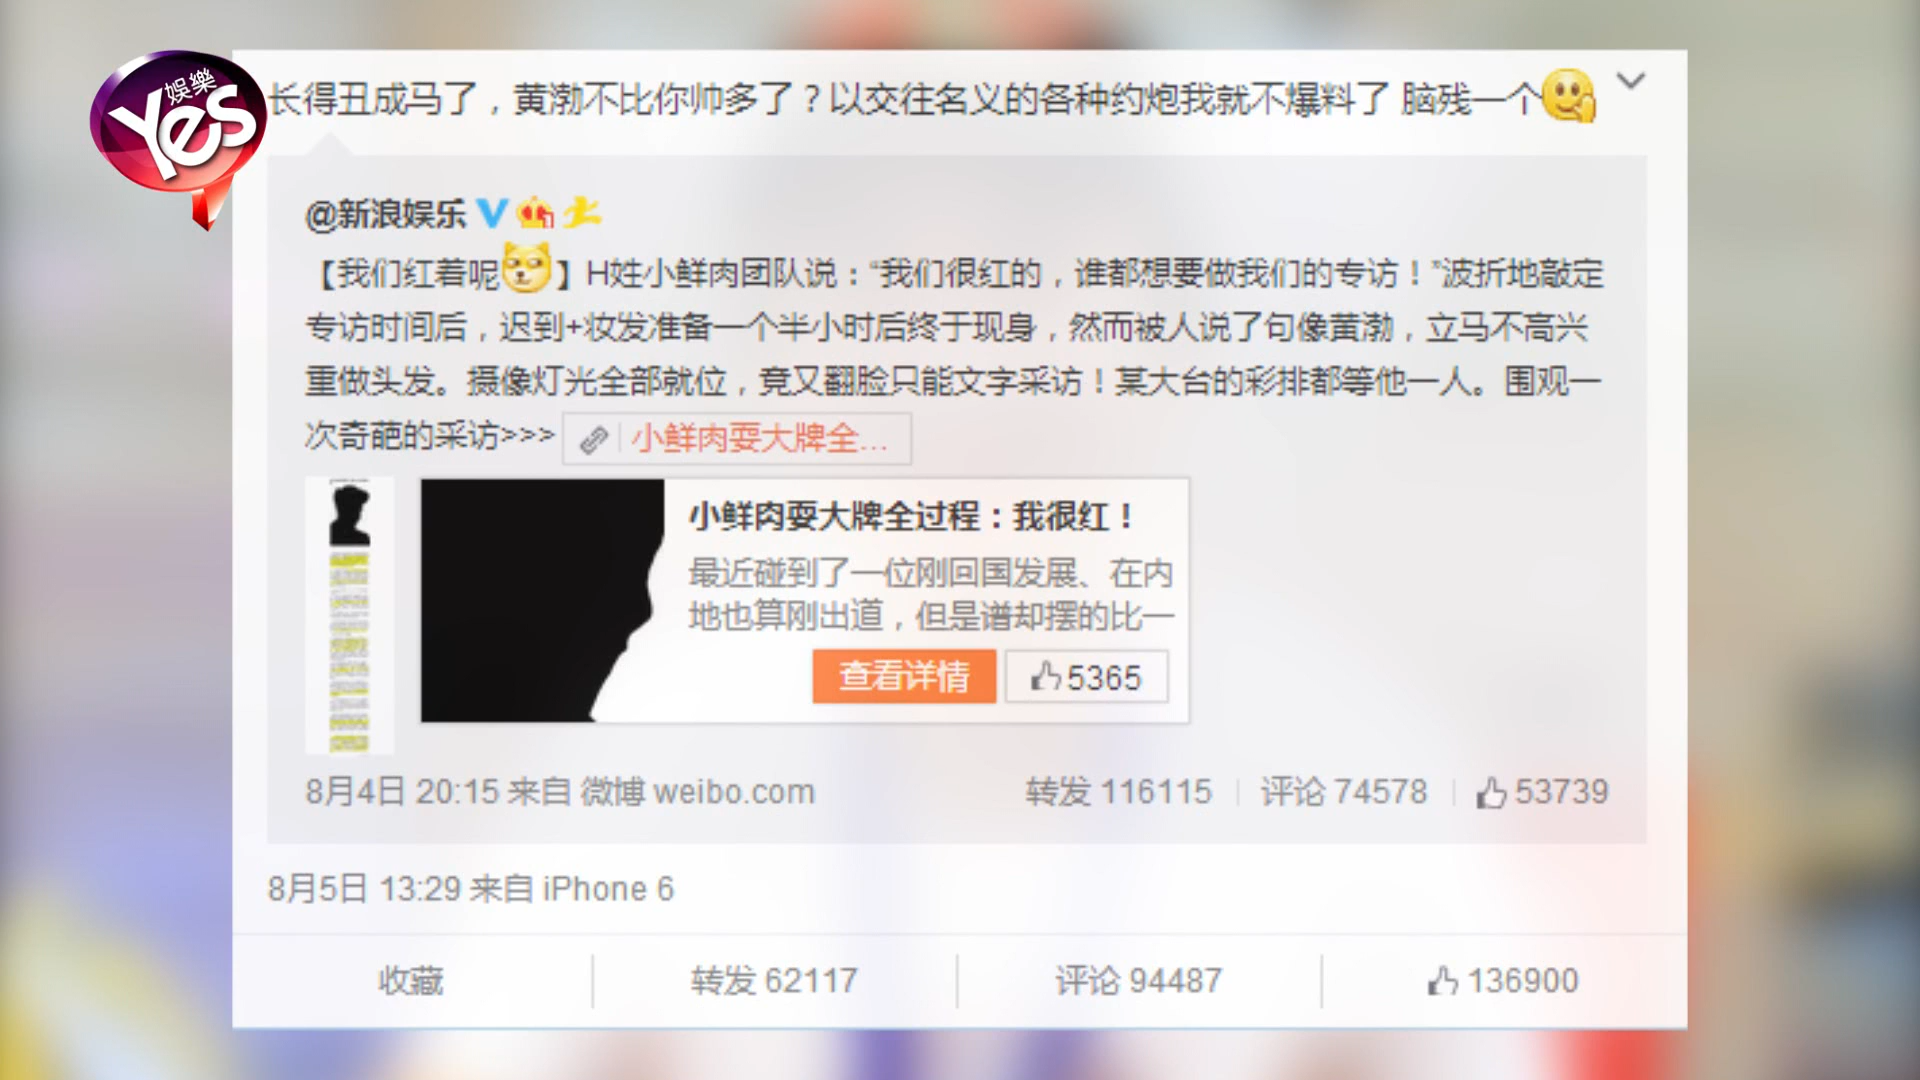 娛樂
Yes
长得丑成马了，黄渤不比你帅多了？以交往名义的各种约炮我就不爆料了 脑残一个
@新浪娱乐
【我们红着呢】H姓小鲜肉团队说：“我们很红的，谁都想要做我们的专访！”波折地敲定
专访时间后，迟到+妆发准备一个半小时后终于现身，然而被人说了句像黄渤，立马不高兴
重做头发。摄像灯光全部就位，竟又翻脸只能文字采访！某大台的彩排都等他一人。围观一
次奇葩的采访>>> 小鲜肉耍大牌全...
小鲜肉耍大牌全过程：我很红！
最近碰到了一位刚回国发展、在内
地也算刚出道，但是谱却摆的比一
查看详情 5365
8月4日 20:15 来自 微博 weibo.com 转发 116115 评论 74578 53739
8月5日 13:29 来自 iPhone 6
收藏 转发 62117 评论 94487 136900